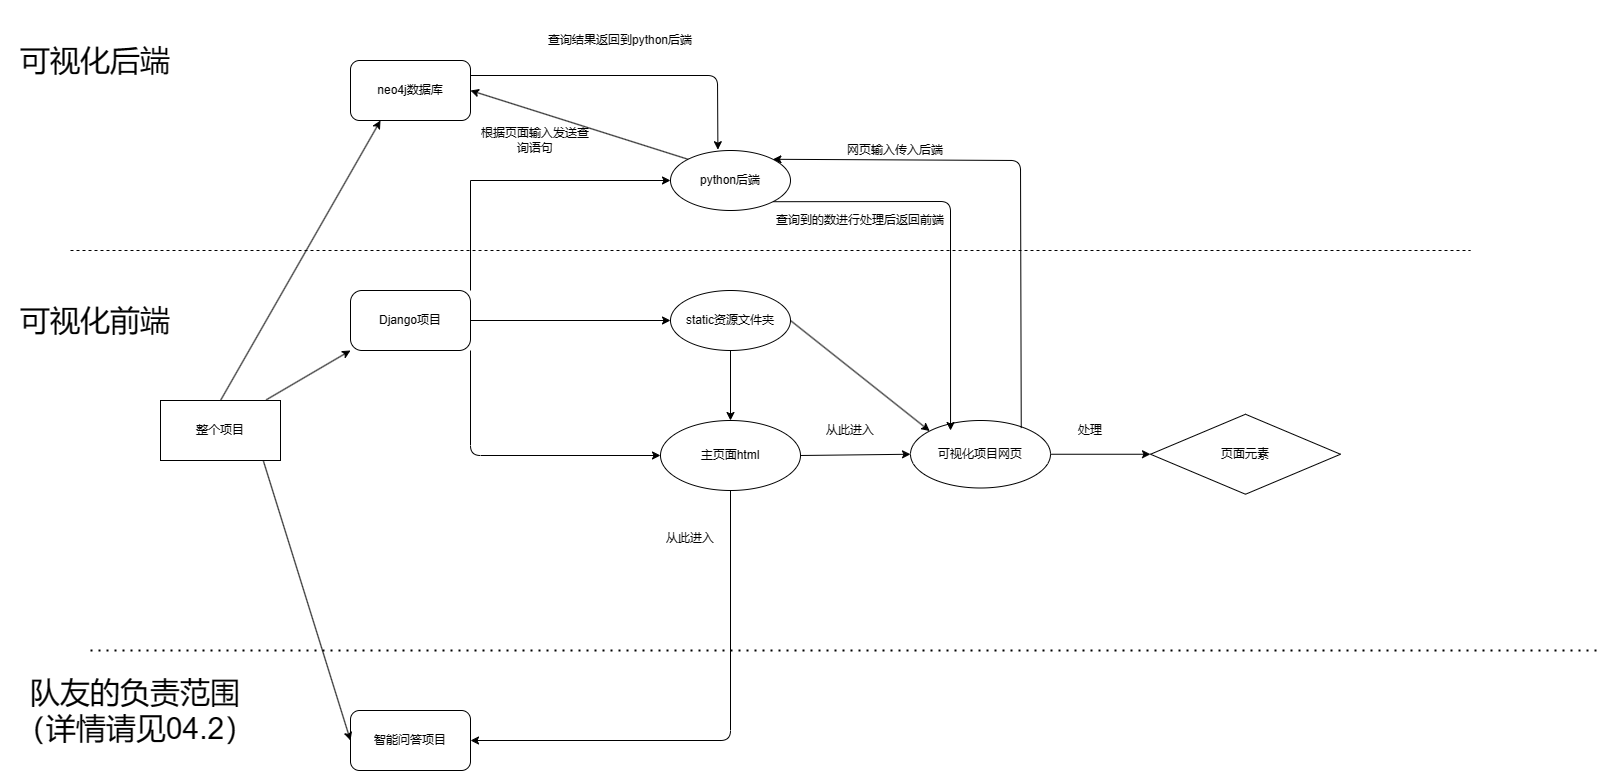 查询结果返回到python后端
可视化后端
neo4j数据库
根据页面输入发送查
询语句
网页输入传入后端
python后端
查询到的数进行处理后返回前端
可视化前端
Django项目
static资源文件夹
整个项目
主页面html
从此进入
可视化项目网页
处理
页面元素
从此进入
队友的负责范围
（详情请见04.2）
智能问答项目